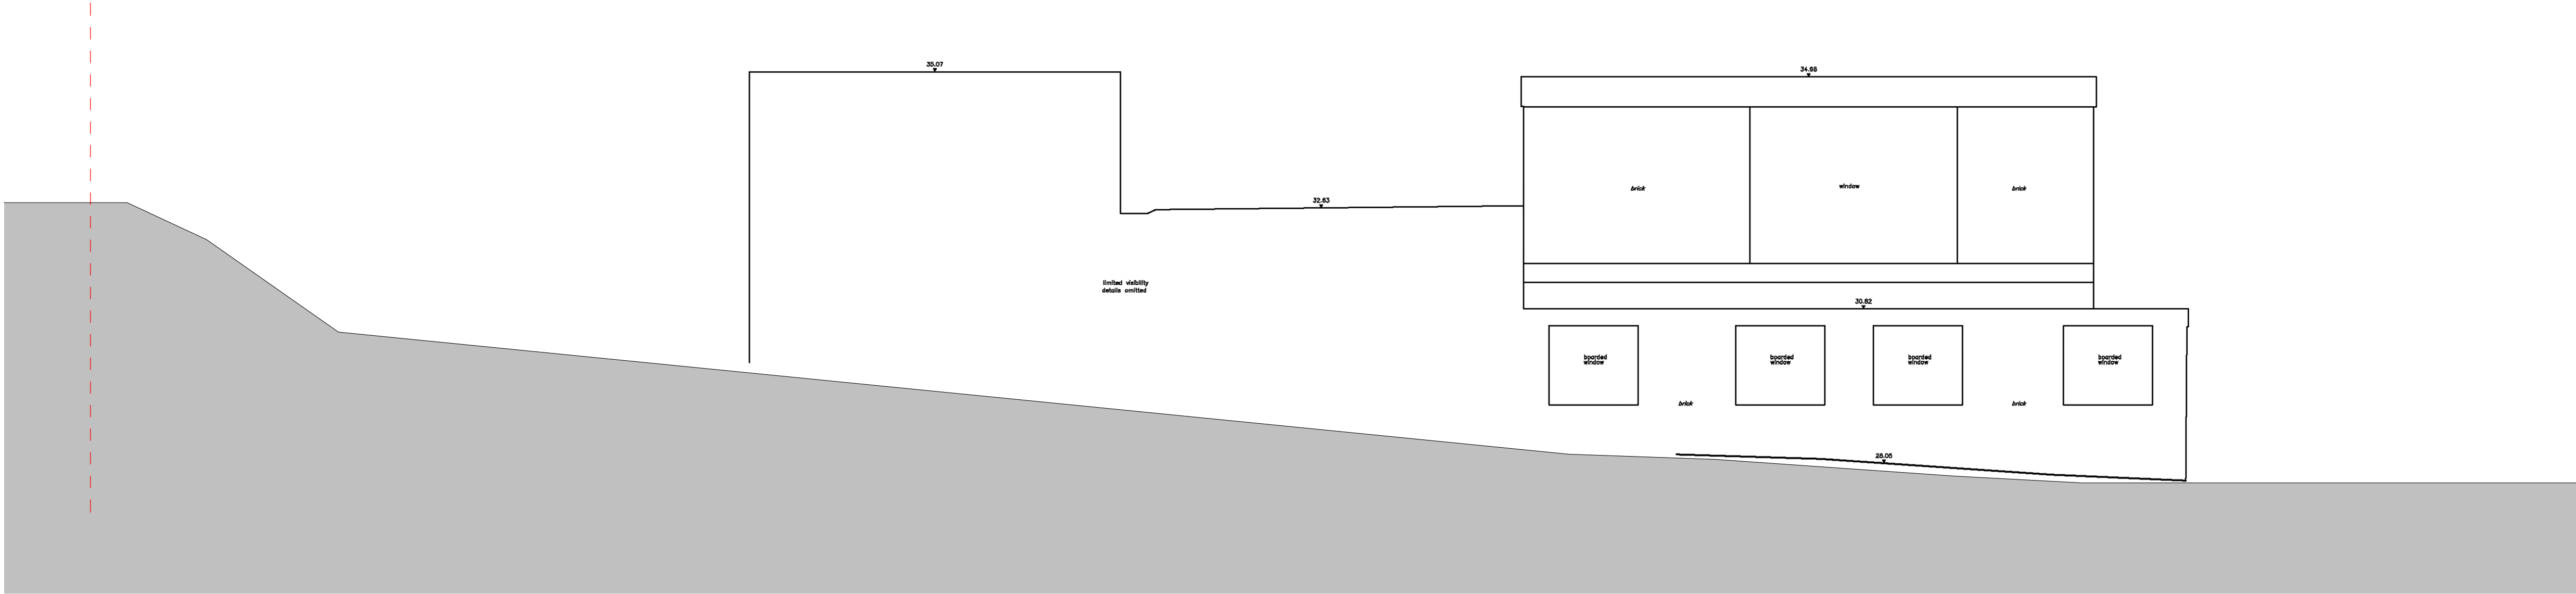 35.07
34.98
32.63
brick
window
brick
limited visibility
details omitted
30.82
boarded
window
boarded
window
boarded
window
boarded
window
brick
brick
28.05